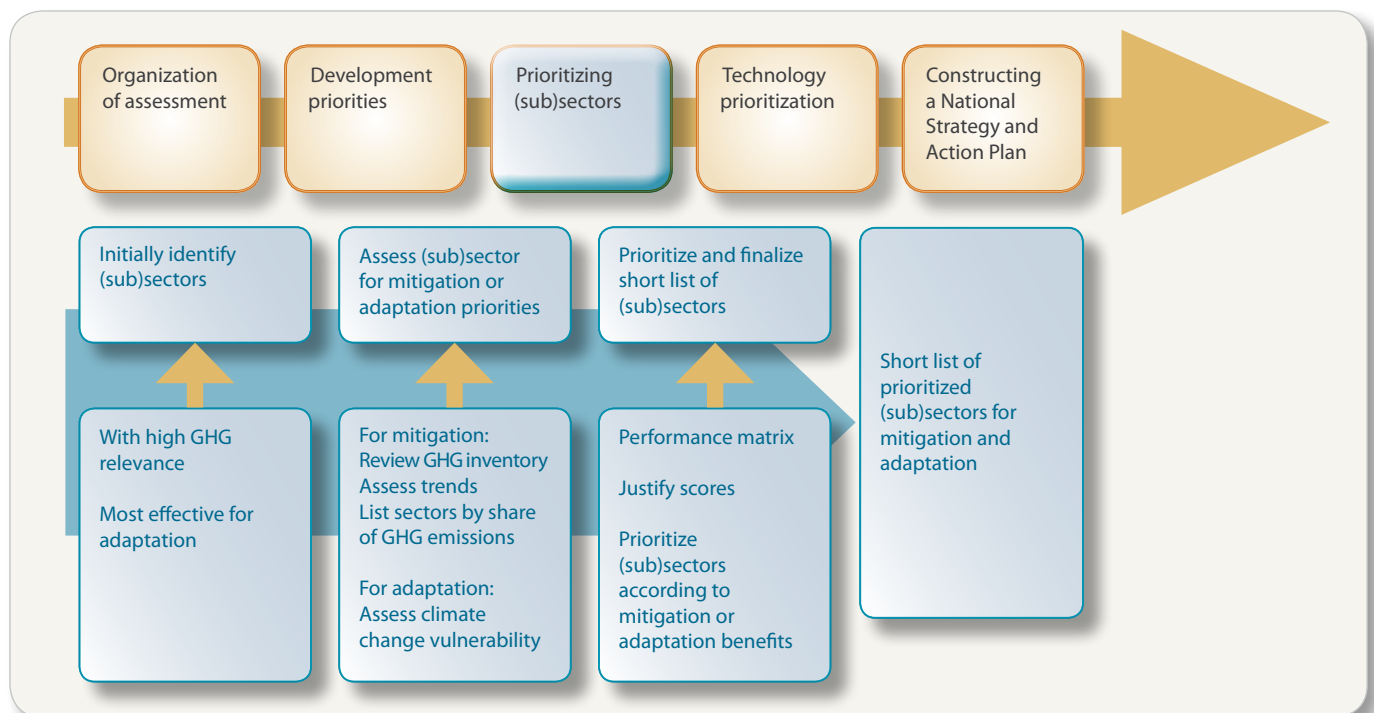 Organization
of assessment
Development
priorities
Prioritizing
(sub)sectors
Technology
prioritization
Constructing
a National
Strategy and
Action Plan
Initially identify
(sub)sectors
Assess (sub)sector
for mitigation or
adaptation priorities
Prioritize and finalize
short list of
(sub)sectors
With high GHG
relevance
Most effective for
adaptation
For mitigation:
Review GHG inventory
Assess trends
List sectors by share
of GHG emissions
For adaptation:
Assess climate
change vulnerability
Performance matrix
Justify scores
Prioritize
(sub)sectors
according to
mitigation or
adaptation benefits
Short list of
prioritized
(sub)sectors for
mitigation and
adaptation